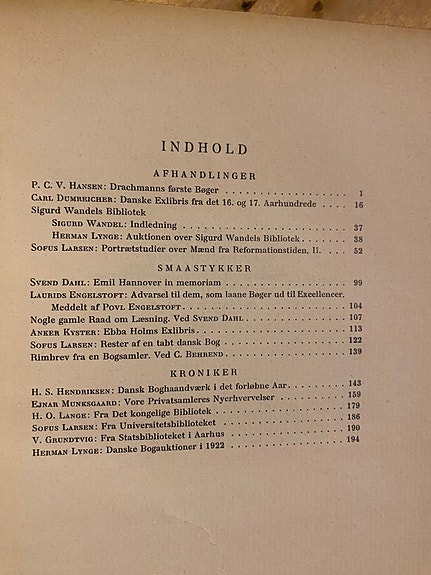 INDHOLD
AFHANDLINGER
P. C. V. HANSEN: Drachmanns første Bøger . . . . . . . . . . . . . . . . . 1
CARL DUMREICHER: Danske Exlibris fra det 16. og 17. Aarhundrede . . . . 16
Sigurd Wandels Bibliotek
SIGURD WANDEL: Indledning . . . . . . . . . . . . . . . . . . . . . . 37
HERMAN LYNGE: Auktionen over Sigurd Wandels Bibliotek . . . . . . . . 38
SOFUS LARSEN: Portrætstudier over Mænd fra Reformationstiden. II. . . . . 52
SMAASTYKKER
SVEND DAHL: Emil Hannover in memoriam . . . . . . . . . . . . . . . . 99
LAURIDS ENGELSTOFT: Advarsel til dem, som laane Bøger ud til Excellencer.
Meddelt af POVL ENGELSTOFT . . . . . . . . . . . . . . . . . . . . . 104
Nogle gamle Raad om Læsning. Ved SVEND DAHL . . . . . . . . . . . . . 107
ANKER KYSTER: Ebba Holms Exlibris . . . . . . . . . . . . . . . . . . . 113
SOFUS LARSEN: Rester af en tabt dansk Bog . . . . . . . . . . . . . . . 122
Rimbrev fra en Bogsamler. Ved C. BEHREND . . . . . . . . . . . . . . . 139
KRONIKER
H. S. HENDRIKSEN: Dansk Boghaandværk i det forløbne Aar . . . . . . . . 143
EJNAR MUNKSGAARD: Vore Privatsamleres Nyerhvervelser . . . . . . . . . 159
H. O. LANGE: Fra Det kongelige Bibliotek . . . . . . . . . . . . . . . . 179
SOFUS LARSEN: Fra Universitetsbiblioteket . . . . . . . . . . . . . . . 186
V. GRUNDTVIG: Fra Statsbiblioteket i Aarhus . . . . . . . . . . . . . . 190
HERMAN LYNGE: Danske Bogauktioner i 1922 . . . . . . . . . . . . . . . 194